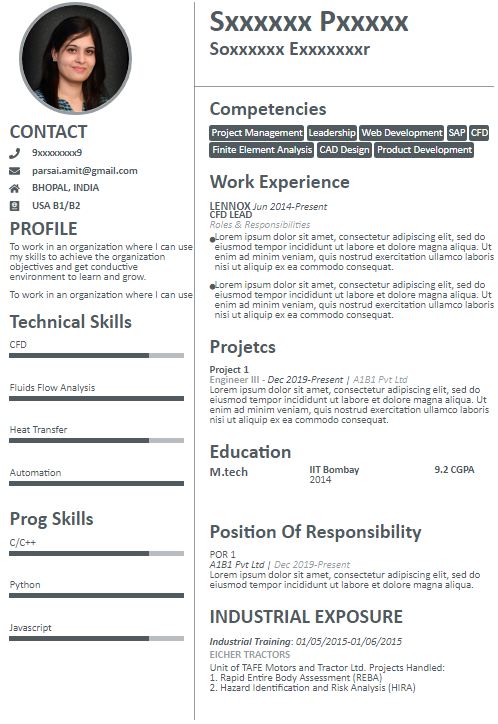 Sxxxxxx Pxxxxx
Soxxxxxx Exxxxxxxr
CONTACT
9xxxxxxxx9
parsai.amit@gmail.com
BHOPAL, INDIA
USA B1/B2
PROFILE
To work in an organization where I can use
my skills to achieve the organization
objectives and get conductive
environment to learn and grow.
To work in an organization where I can use
Technical Skills
CFD
Fluids Flow Analysis
Heat Transfer
Automation
Prog Skills
C/C++
Python
Javascript
Competencies
Project Management Leadership Web Development SAP CFD
Finite Element Analysis CAD Design Product Development
Work Experience
LENNOX Jun 2014-Present
CFD LEAD
Roles & Responsibilities
Lorem ipsum dolor sit amet, consectetur adipiscing elit, sed do
eiusmod tempor incididunt ut labore et dolore magna aliqua. Ut
enim ad minim veniam, quis nostrud exercitation ullamco laboris
nisi ut aliquip ex ea commodo consequat.
Lorem ipsum dolor sit amet, consectetur adipiscing elit, sed do
eiusmod tempor incididunt ut labore et dolore magna aliqua. Ut
enim ad minim veniam, quis nostrud exercitation ullamco laboris
nisi ut aliquip ex ea commodo consequat.
Projetcs
Project 1
Engineer III - Dec 2019-Present | A1B1 Pvt Ltd
Lorem ipsum dolor sit amet, consectetur adipiscing elit, sed do
eiusmod tempor incididunt ut labore et dolore magna aliqua. Ut
enim ad minim veniam, quis nostrud exercitation ullamco laboris
nisi ut aliquip ex ea commodo consequat.
Education
M.tech IIT Bombay 9.2 CGPA
2014
Position Of Responsibility
POR 1
A1B1 Pvt Ltd | Dec 2019-Present
Lorem ipsum dolor sit amet, consectetur adipiscing elit, sed do
eiusmod tempor incididunt ut labore et dolore magna aliqua.
INDUSTRIAL EXPOSURE
Industrial Training: 01/05/2015-01/06/2015
EICHER TRACTORS
Unit of TAFE Motors and Tractor Ltd. Projects Handled:
1. Rapid Entire Body Assessment (REBA)
2. Hazard Identification and Risk Analysis (HIRA)